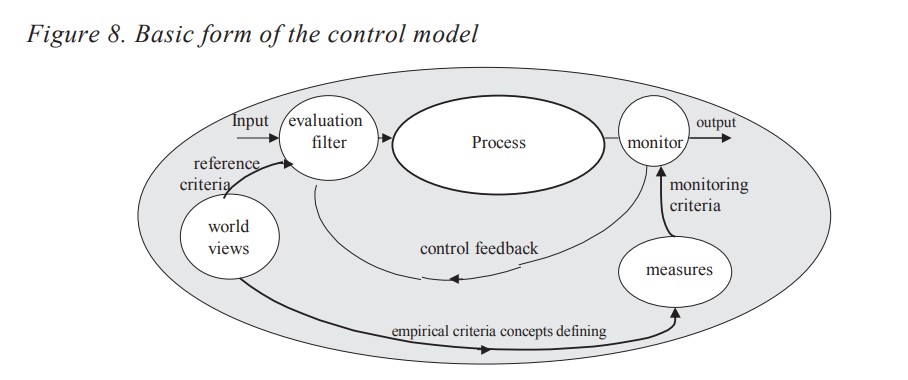 Figure 8. Basic form of the control model
Input
evaluation
filter
Process
monitor
output
reference
criteria
monitoring
criteria
world
views
control feedback
measures
empirical criteria concepts defining